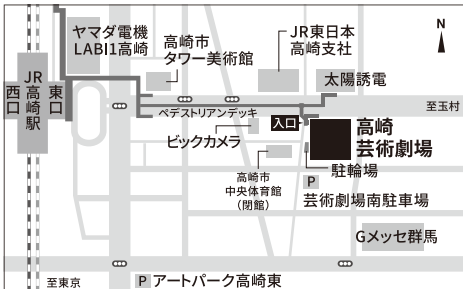 N
ヤマダ電機
LABI1高崎
高崎市
タワー美術館
JR東日本
高崎支社
太陽誘電
西口
JR高崎駅
東口
至玉村
ペデストリアンデッキ
入口
ビックカメラ
高崎
芸術劇場
高崎市
中央体育館
(閉館)
駐輪場
P
芸術劇場南駐車場
Gメッセ群馬
至東京
P アートパーク高崎東